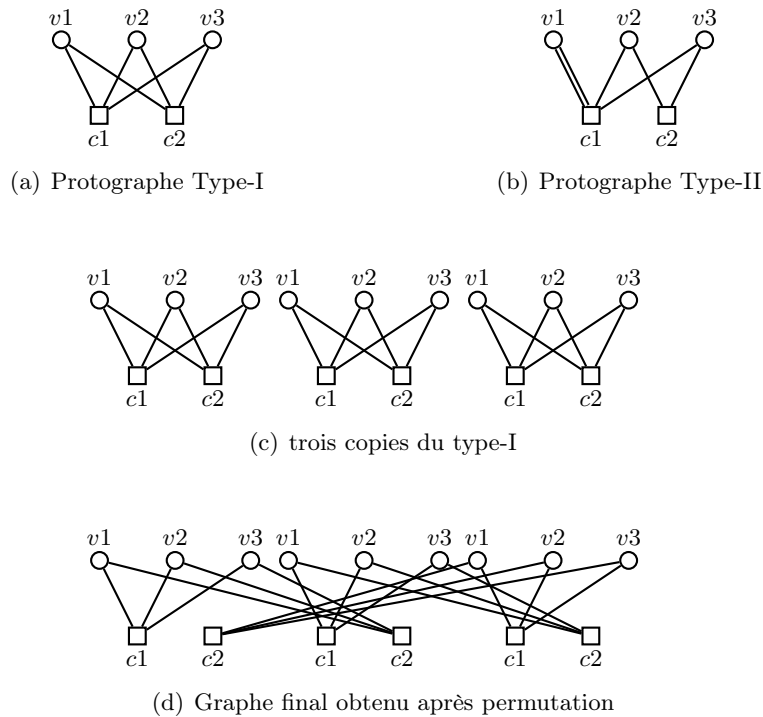 v1 v2 v3 v1 v2 v3
c1 c2 c1 c2
(a) Protographe Type-I (b) Protographe Type-II
v1 v2 v3 v1 v2 v3 v1 v2 v3
c1 c2 c1 c2 c1 c2
(c) trois copies du type-I
v1 v2 v3 v1 v2 v3 v1 v2 v3
c1 c2 c1 c2 c1 c2
(d) Graphe final obtenu après permutation